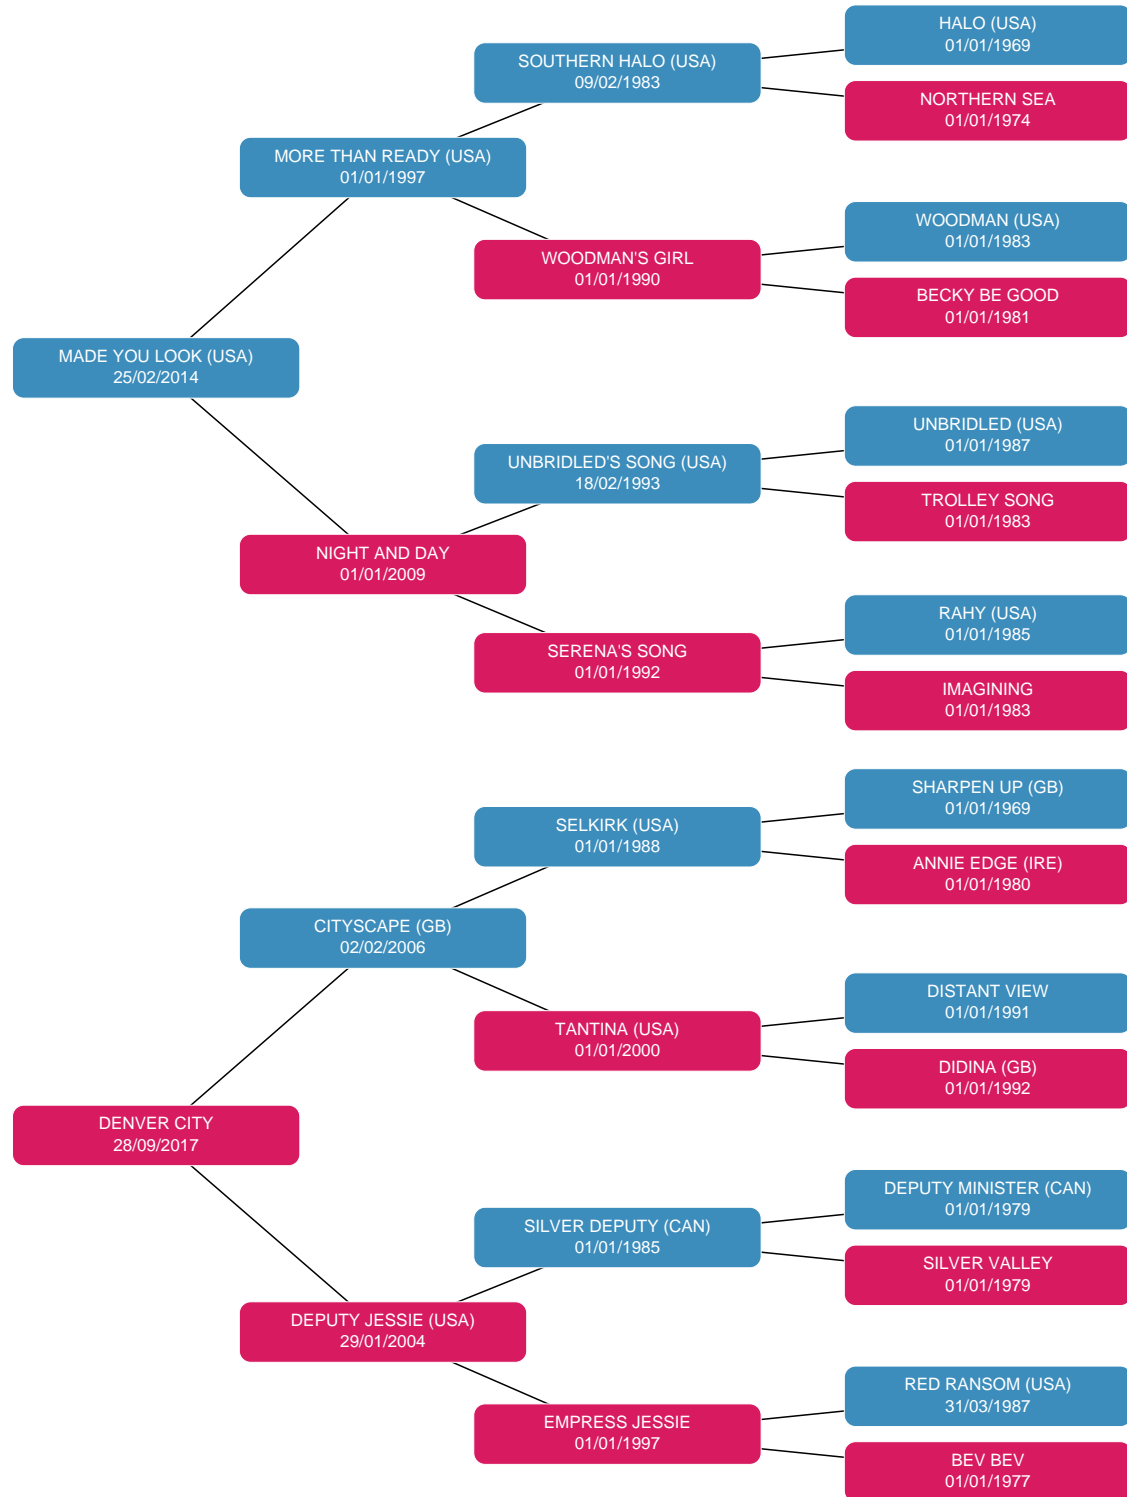 HALO (USA)
01/01/1969
SOUTHERN HALO (USA)
09/02/1983
NORTHERN SEA
01/01/1974
MORE THAN READY (USA)
01/01/1997
WOODMAN (USA)
01/01/1983
WOODMAN'S GIRL
01/01/1990
BECKY BE GOOD
01/01/1981
MADE YOU LOOK (USA)
25/02/2014
UNBRIDLED (USA)
01/01/1987
UNBRIDLED'S SONG (USA)
18/02/1993
TROLLEY SONG
01/01/1983
NIGHT AND DAY
01/01/2009
RAHY (USA)
01/01/1985
SERENA'S SONG
01/01/1992
IMAGINING
01/01/1983
SHARPEN UP (GB)
01/01/1969
SELKIRK (USA)
01/01/1988
ANNIE EDGE (IRE)
01/01/1980
CITYSCAPE (GB)
02/02/2006
DISTANT VIEW
01/01/1991
TANTINA (USA)
01/01/2000
DIDINA (GB)
01/01/1992
DENVER CITY
28/09/2017
DEPUTY MINISTER (CAN)
01/01/1979
SILVER DEPUTY (CAN)
01/01/1985
SILVER VALLEY
01/01/1979
DEPUTY JESSIE (USA)
29/01/2004
RED RANSOM (USA)
31/03/1987
EMPRESS JESSIE
01/01/1997
BEV BEV
01/01/1977